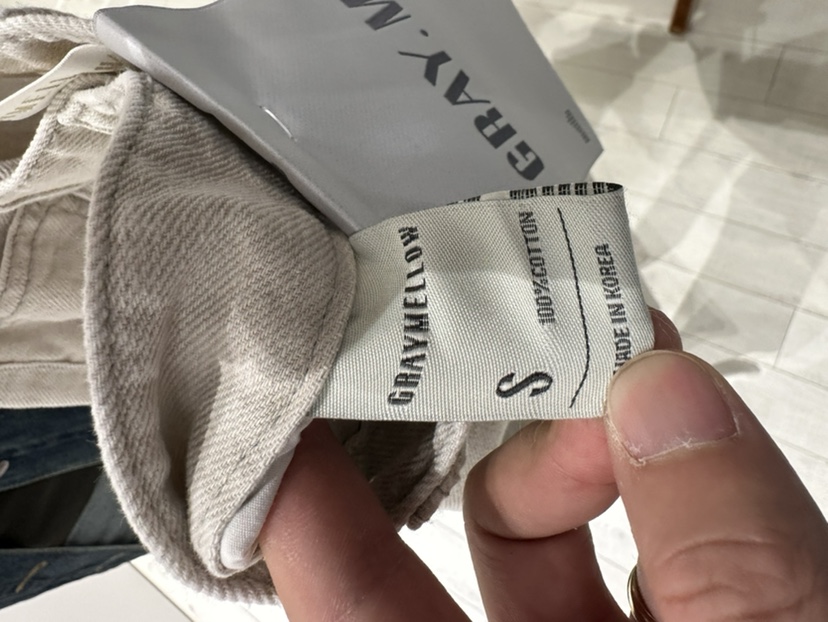 GRAY.M
GRAYMELLOW
S
100%COTTON
MADE IN KOREA